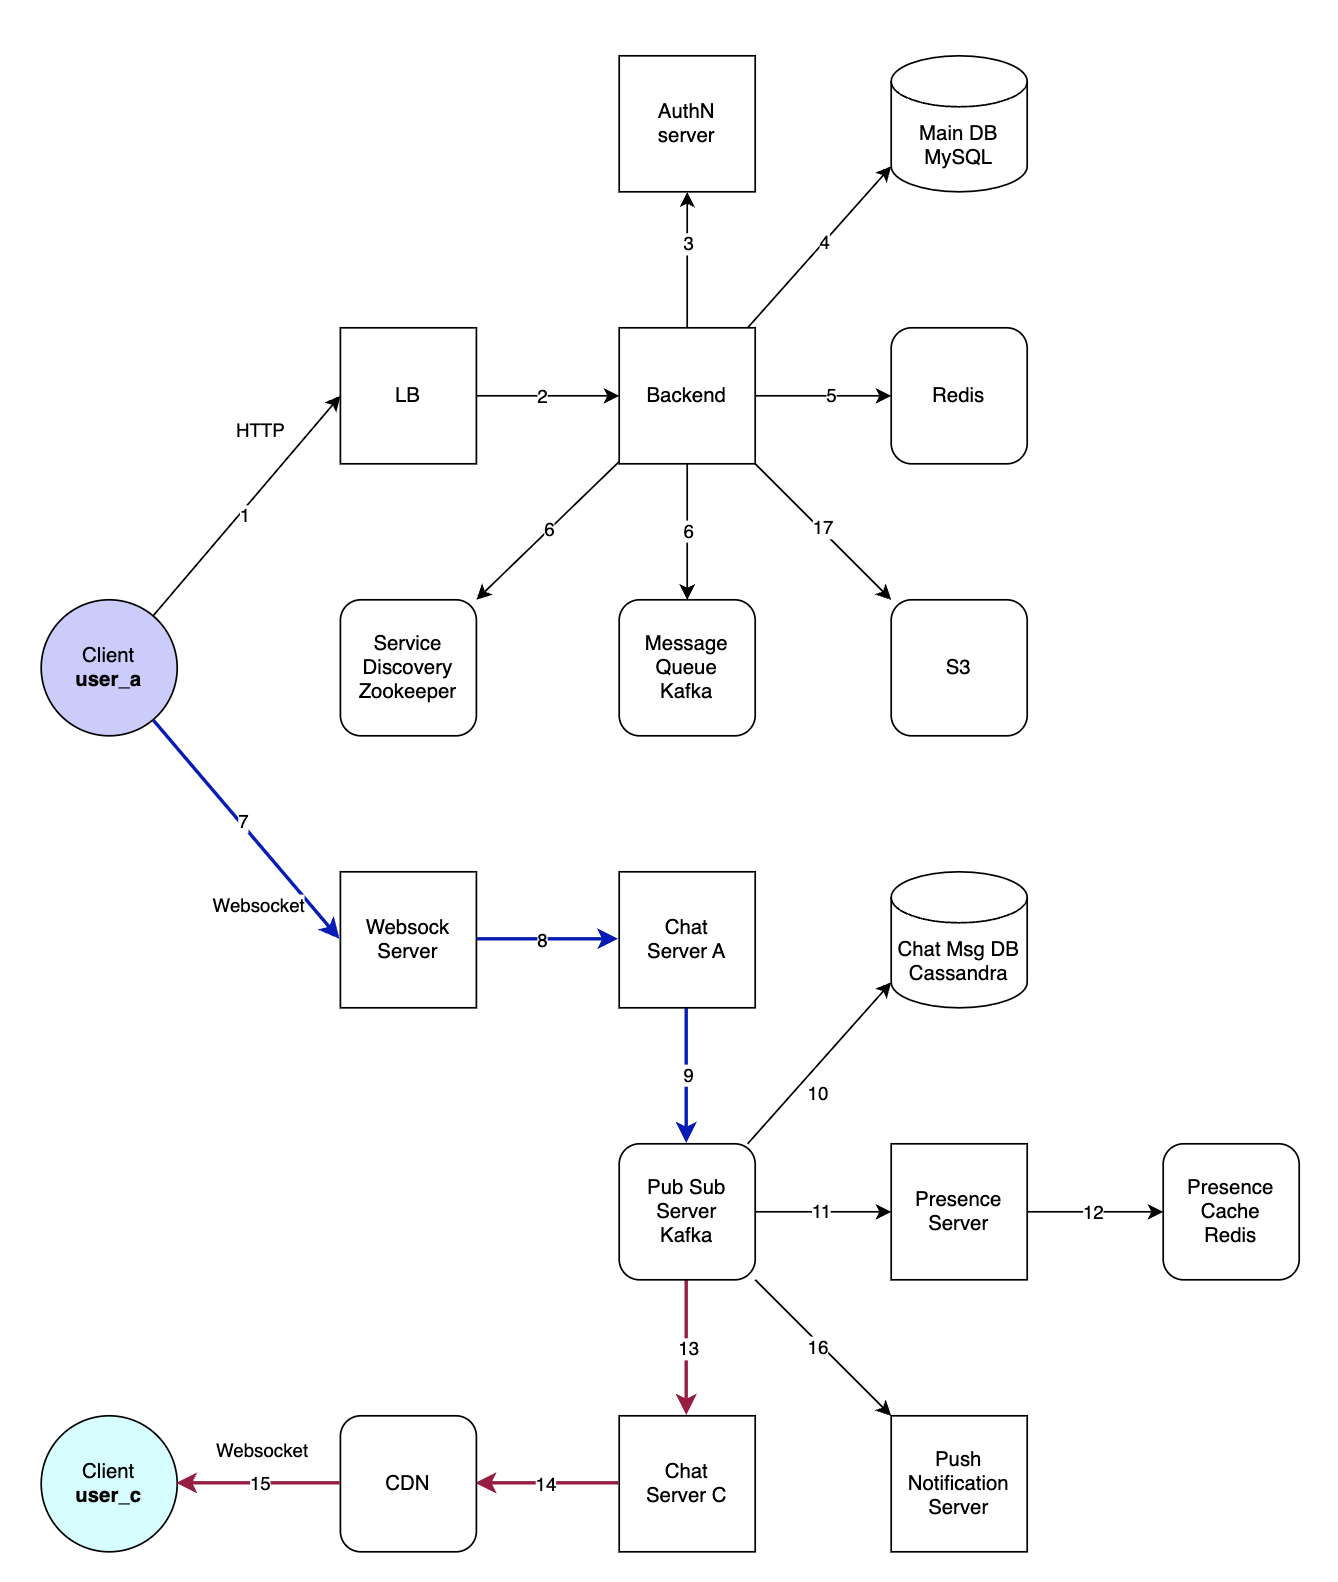 AuthN
server
Main DB
MySQL
3
4
LB
2
Backend
5
Redis
HTTP
1
6
6
17
Client
user_a
Service
Discovery
Zookeeper
Message
Queue
Kafka
S3
7
Websocket
Websock
Server
8
Chat
Server A
Chat Msg DB
Cassandra
9
10
Pub Sub
Server
Kafka
11
Presence
Server
12
Presence
Cache
Redis
13
16
Client
user_c
Websocket
15
CDN
14
Chat
Server C
Push
Notification
Server